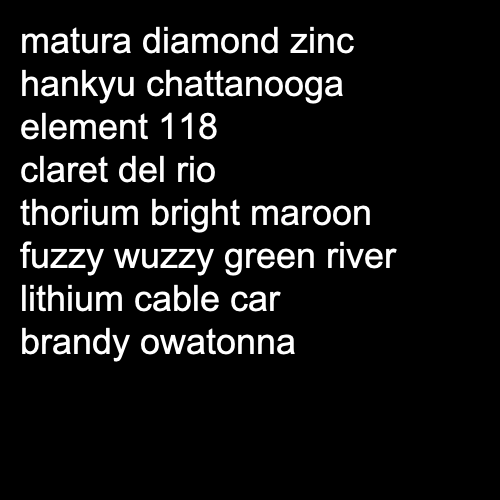 matura diamond zinc
hankyu chattanooga
element 118
claret del rio
thorium bright maroon
fuzzy wuzzy green river
lithium cable car
brandy owatonna